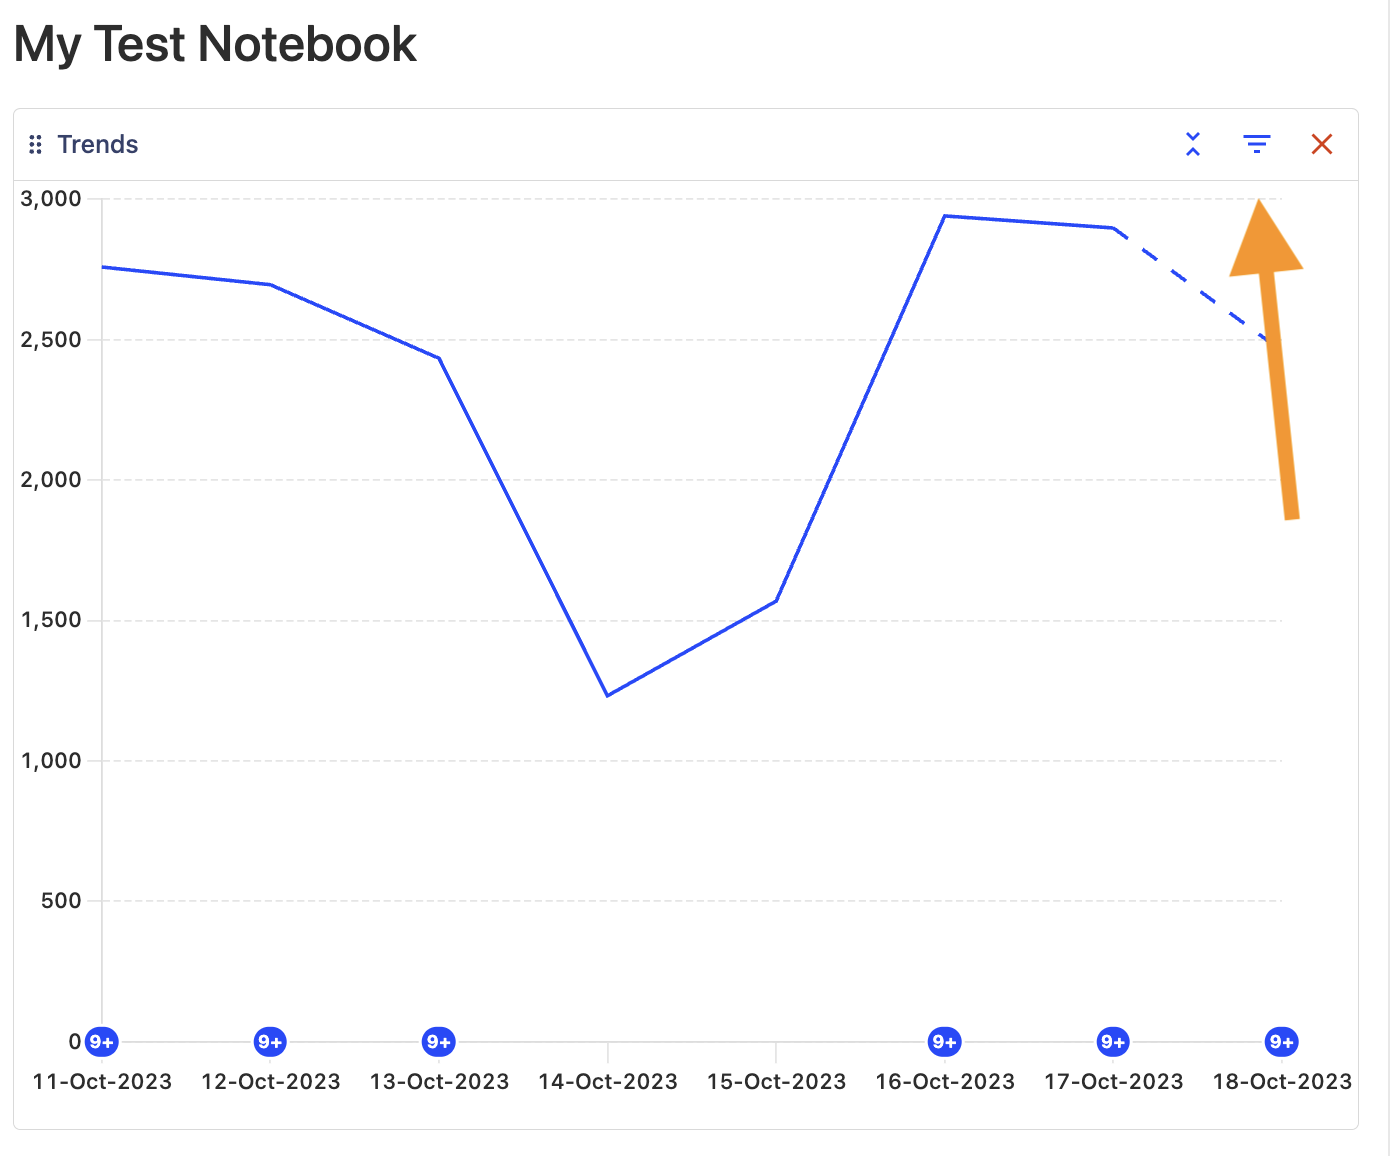 My Test Notebook
Trends
3,000
2,500
2,000
1,500
1,000
500
0
9+ 9+ 9+ 9+ 9+ 9+
11-Oct-2023 12-Oct-2023 13-Oct-2023 14-Oct-2023 15-Oct-2023 16-Oct-2023 17-Oct-2023 18-Oct-2023